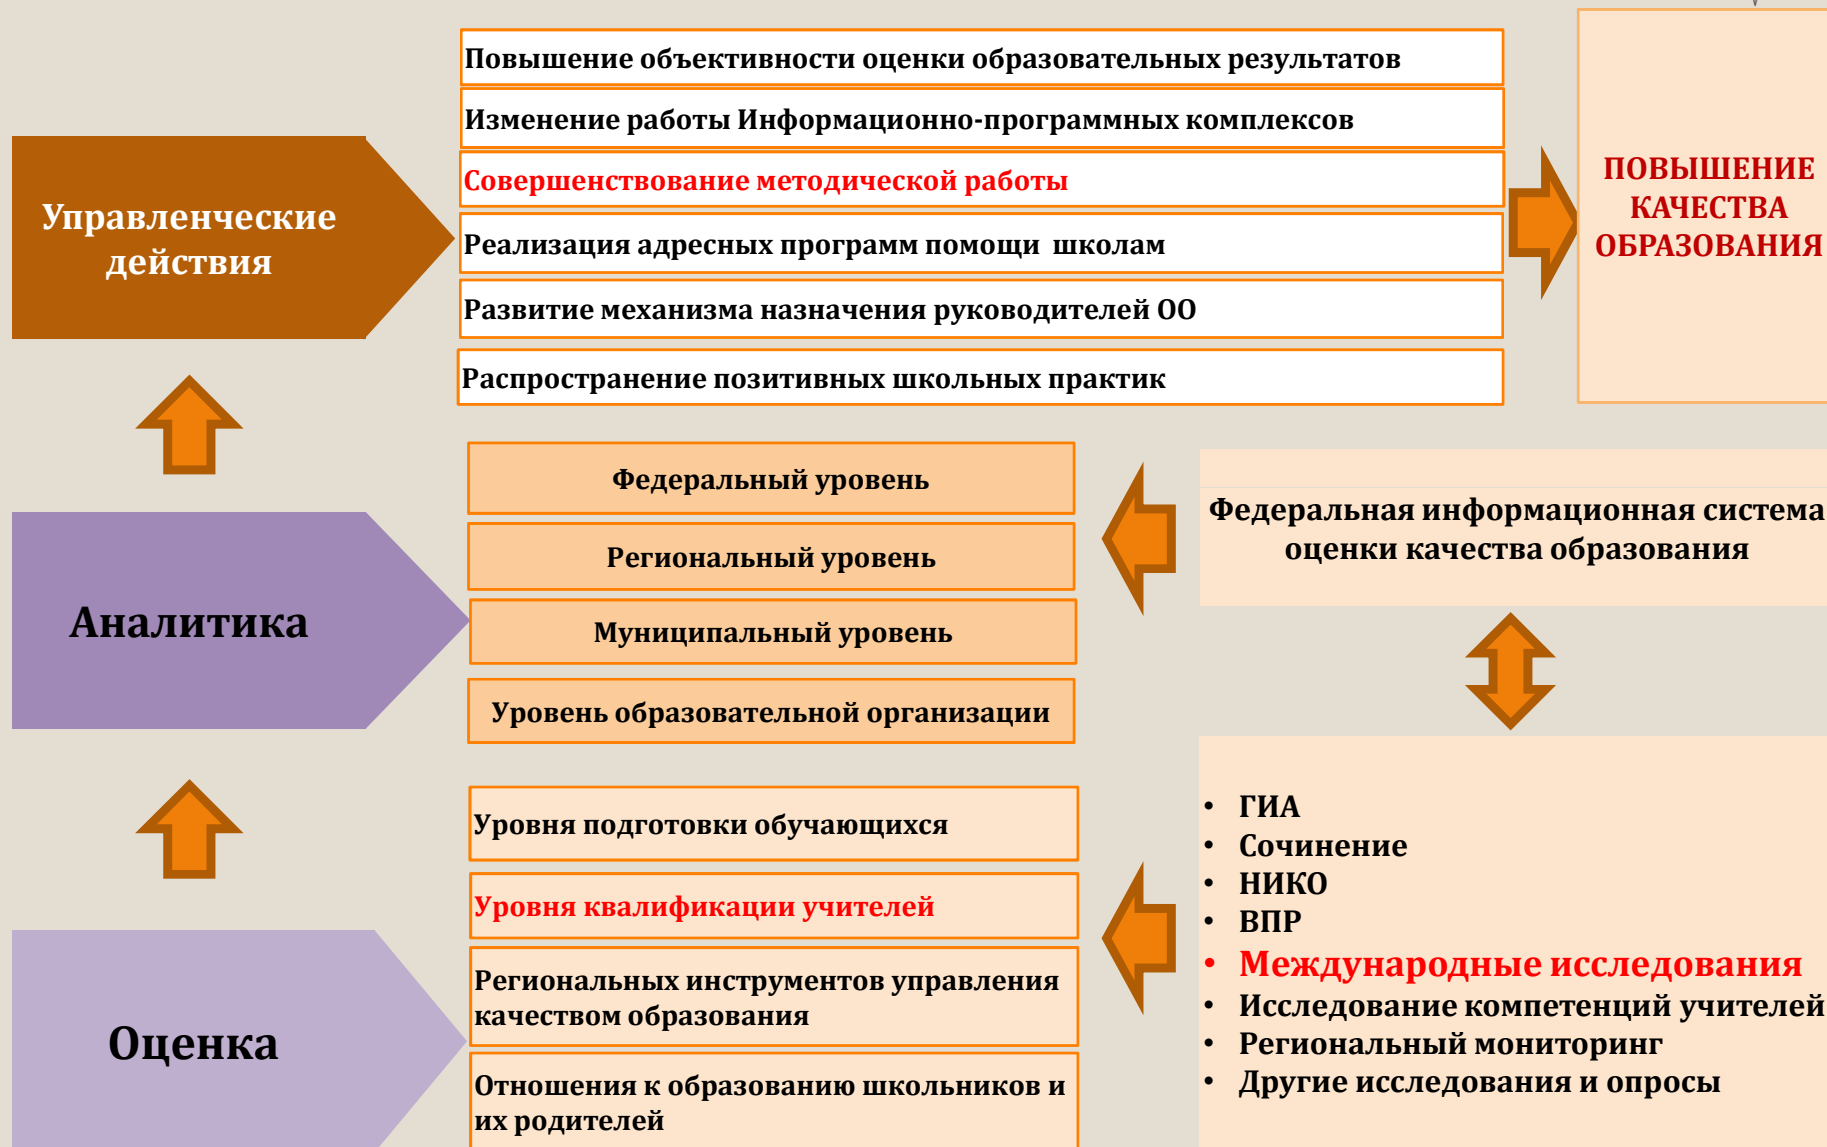 Повышение объективности оценки образовательных результатов
Изменение работы Информационно-программных комплексов
Совершенствование методической работы
Реализация адресных программ помощи школам
Развитие механизма назначения руководителей ОО
Распространение позитивных школьных практик
Управленческие
действия
ПОВЫШЕНИЕ
КАЧЕСТВА
ОБРАЗОВАНИЯ
Аналитика
Федеральный уровень
Региональный уровень
Муниципальный уровень
Уровень образовательной организации
Федеральная информационная система
оценки качества образования
Оценка
Уровня подготовки обучающихся
Уровня квалификации учителей
Региональных инструментов управления
качеством образования
Отношения к образованию школьников и
их родителей
• ГИА
• Сочинение
• НИКО
• ВПР
• Международные исследования
• Исследование компетенций учителей
• Региональный мониторинг
• Другие исследования и опросы